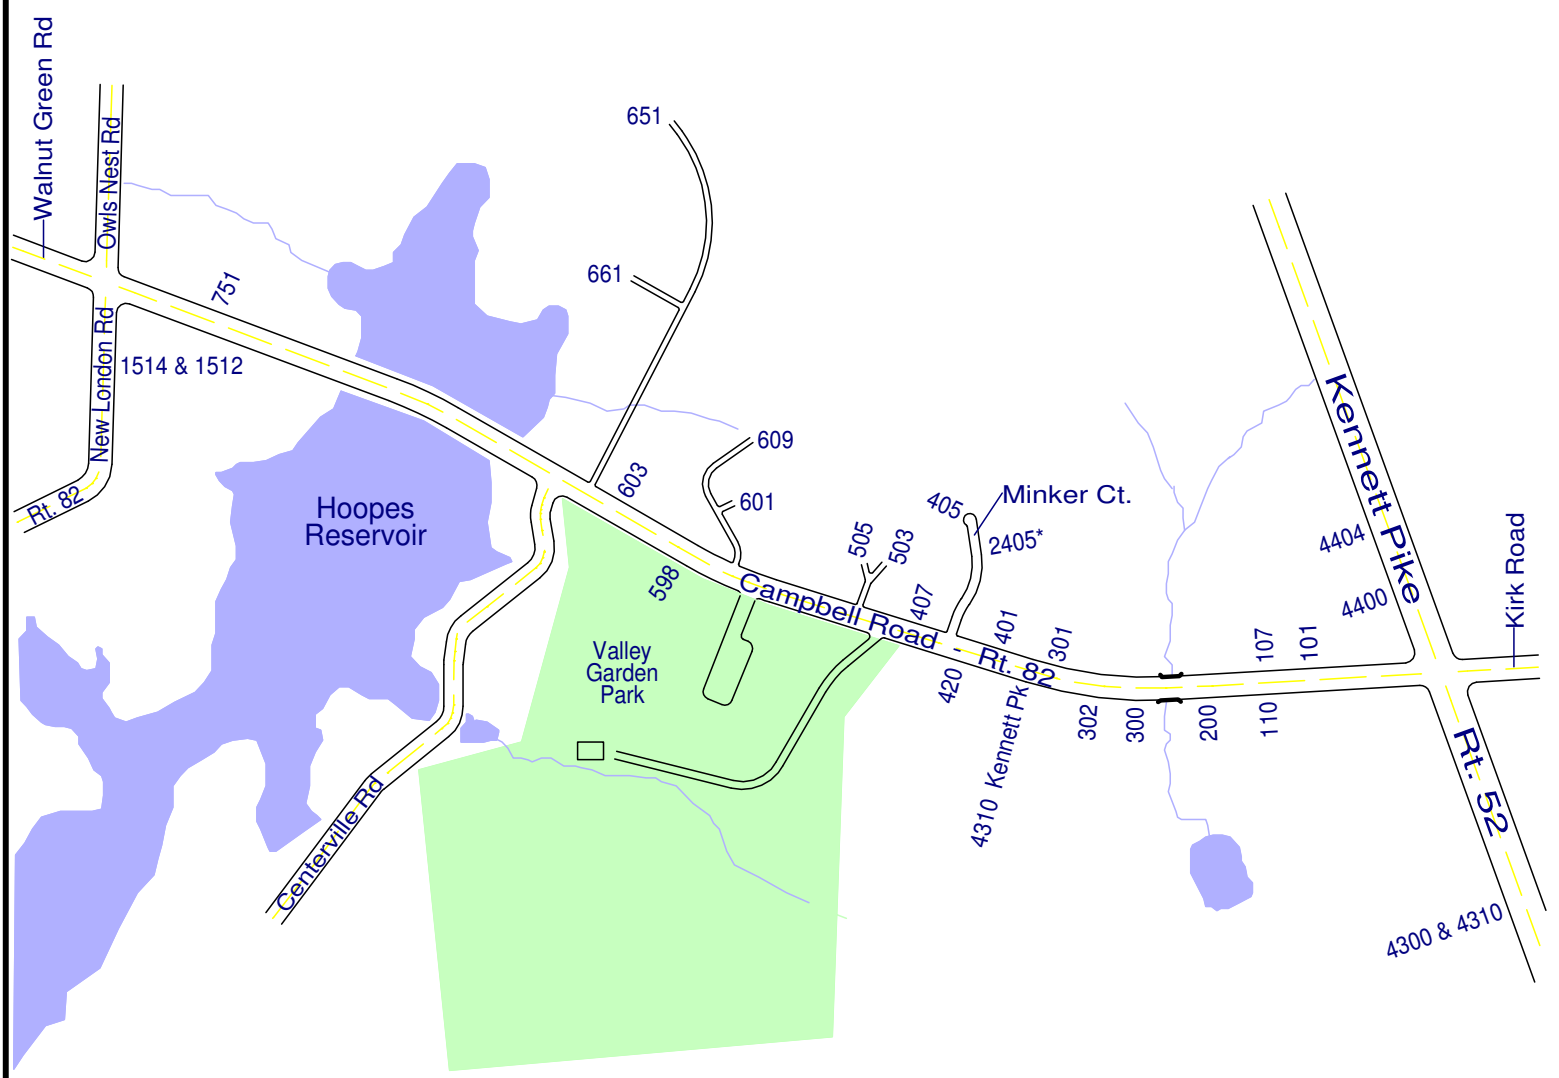 Walnut Green Rd
Owls Nest Rd
651
661
751
New London Rd
1514 & 1512
Rt. 82
Hoopes
Reservoir
603
609
601
598
505
503
405
Minker Ct.
2405*
407
401
301
Campbell Road - Rt. 82
Valley
Garden
Park
420
4310 Kennett Pk
302
300
200
110
107
101
Kennett Pike
4404
4400
Kirk Road
Rt. 52
4300 & 4310
Centerville Rd